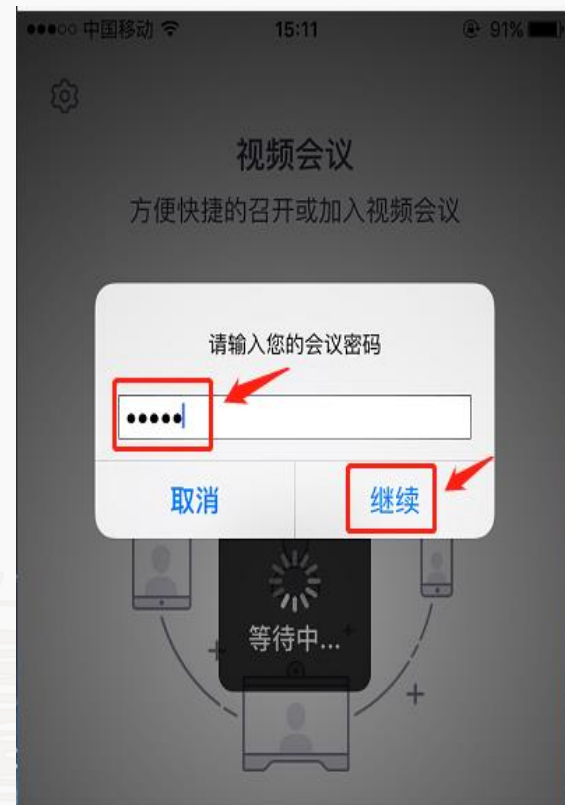 中国移动 15:11 91%
视频会议
方便快捷的召开或加入视频会议
请输入您的会议密码
•••••
取消 继续
等待中...